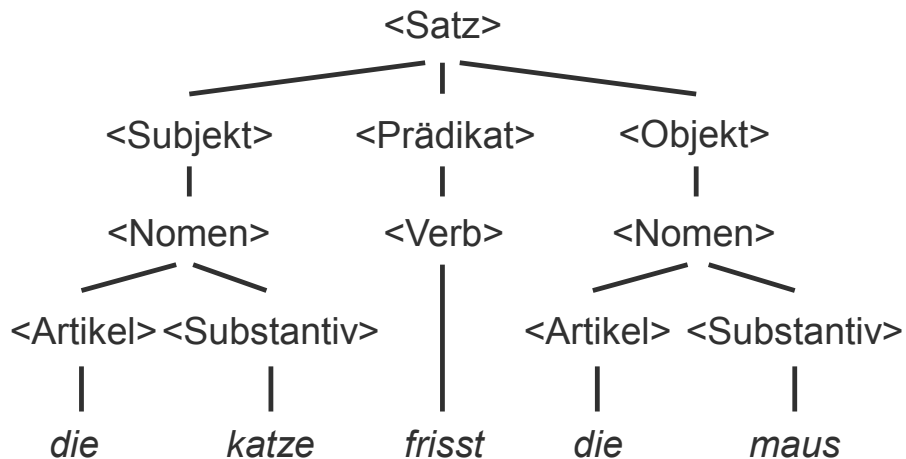 <Satz>
<Subjekt> <Prädikat> <Objekt>
<Nomen> <Verb> <Nomen>
<Artikel> <Substantiv> <Artikel> <Substantiv>
die katze frisst die maus